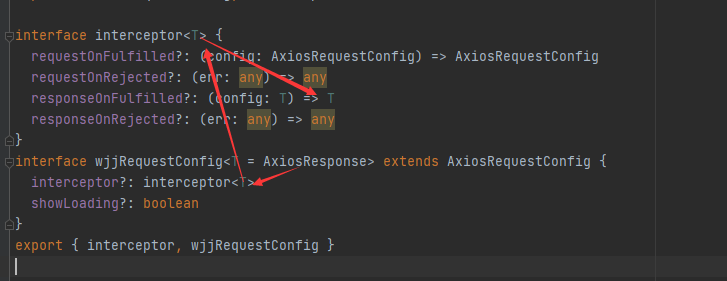 interface interceptor<T> {
requestOnFulfilled?: (config: AxiosRequestConfig) => AxiosRequestConfig
requestOnRejected?: (err: any) => any
responseOnFulfilled?: (config: T) => T
responseOnRejected?: (err: any) => any
}
interface wjjRequestConfig<T = AxiosResponse> extends AxiosRequestConfig {
interceptor?: interceptor<T>
showLoading?: boolean
}
export { interceptor, wjjRequestConfig }